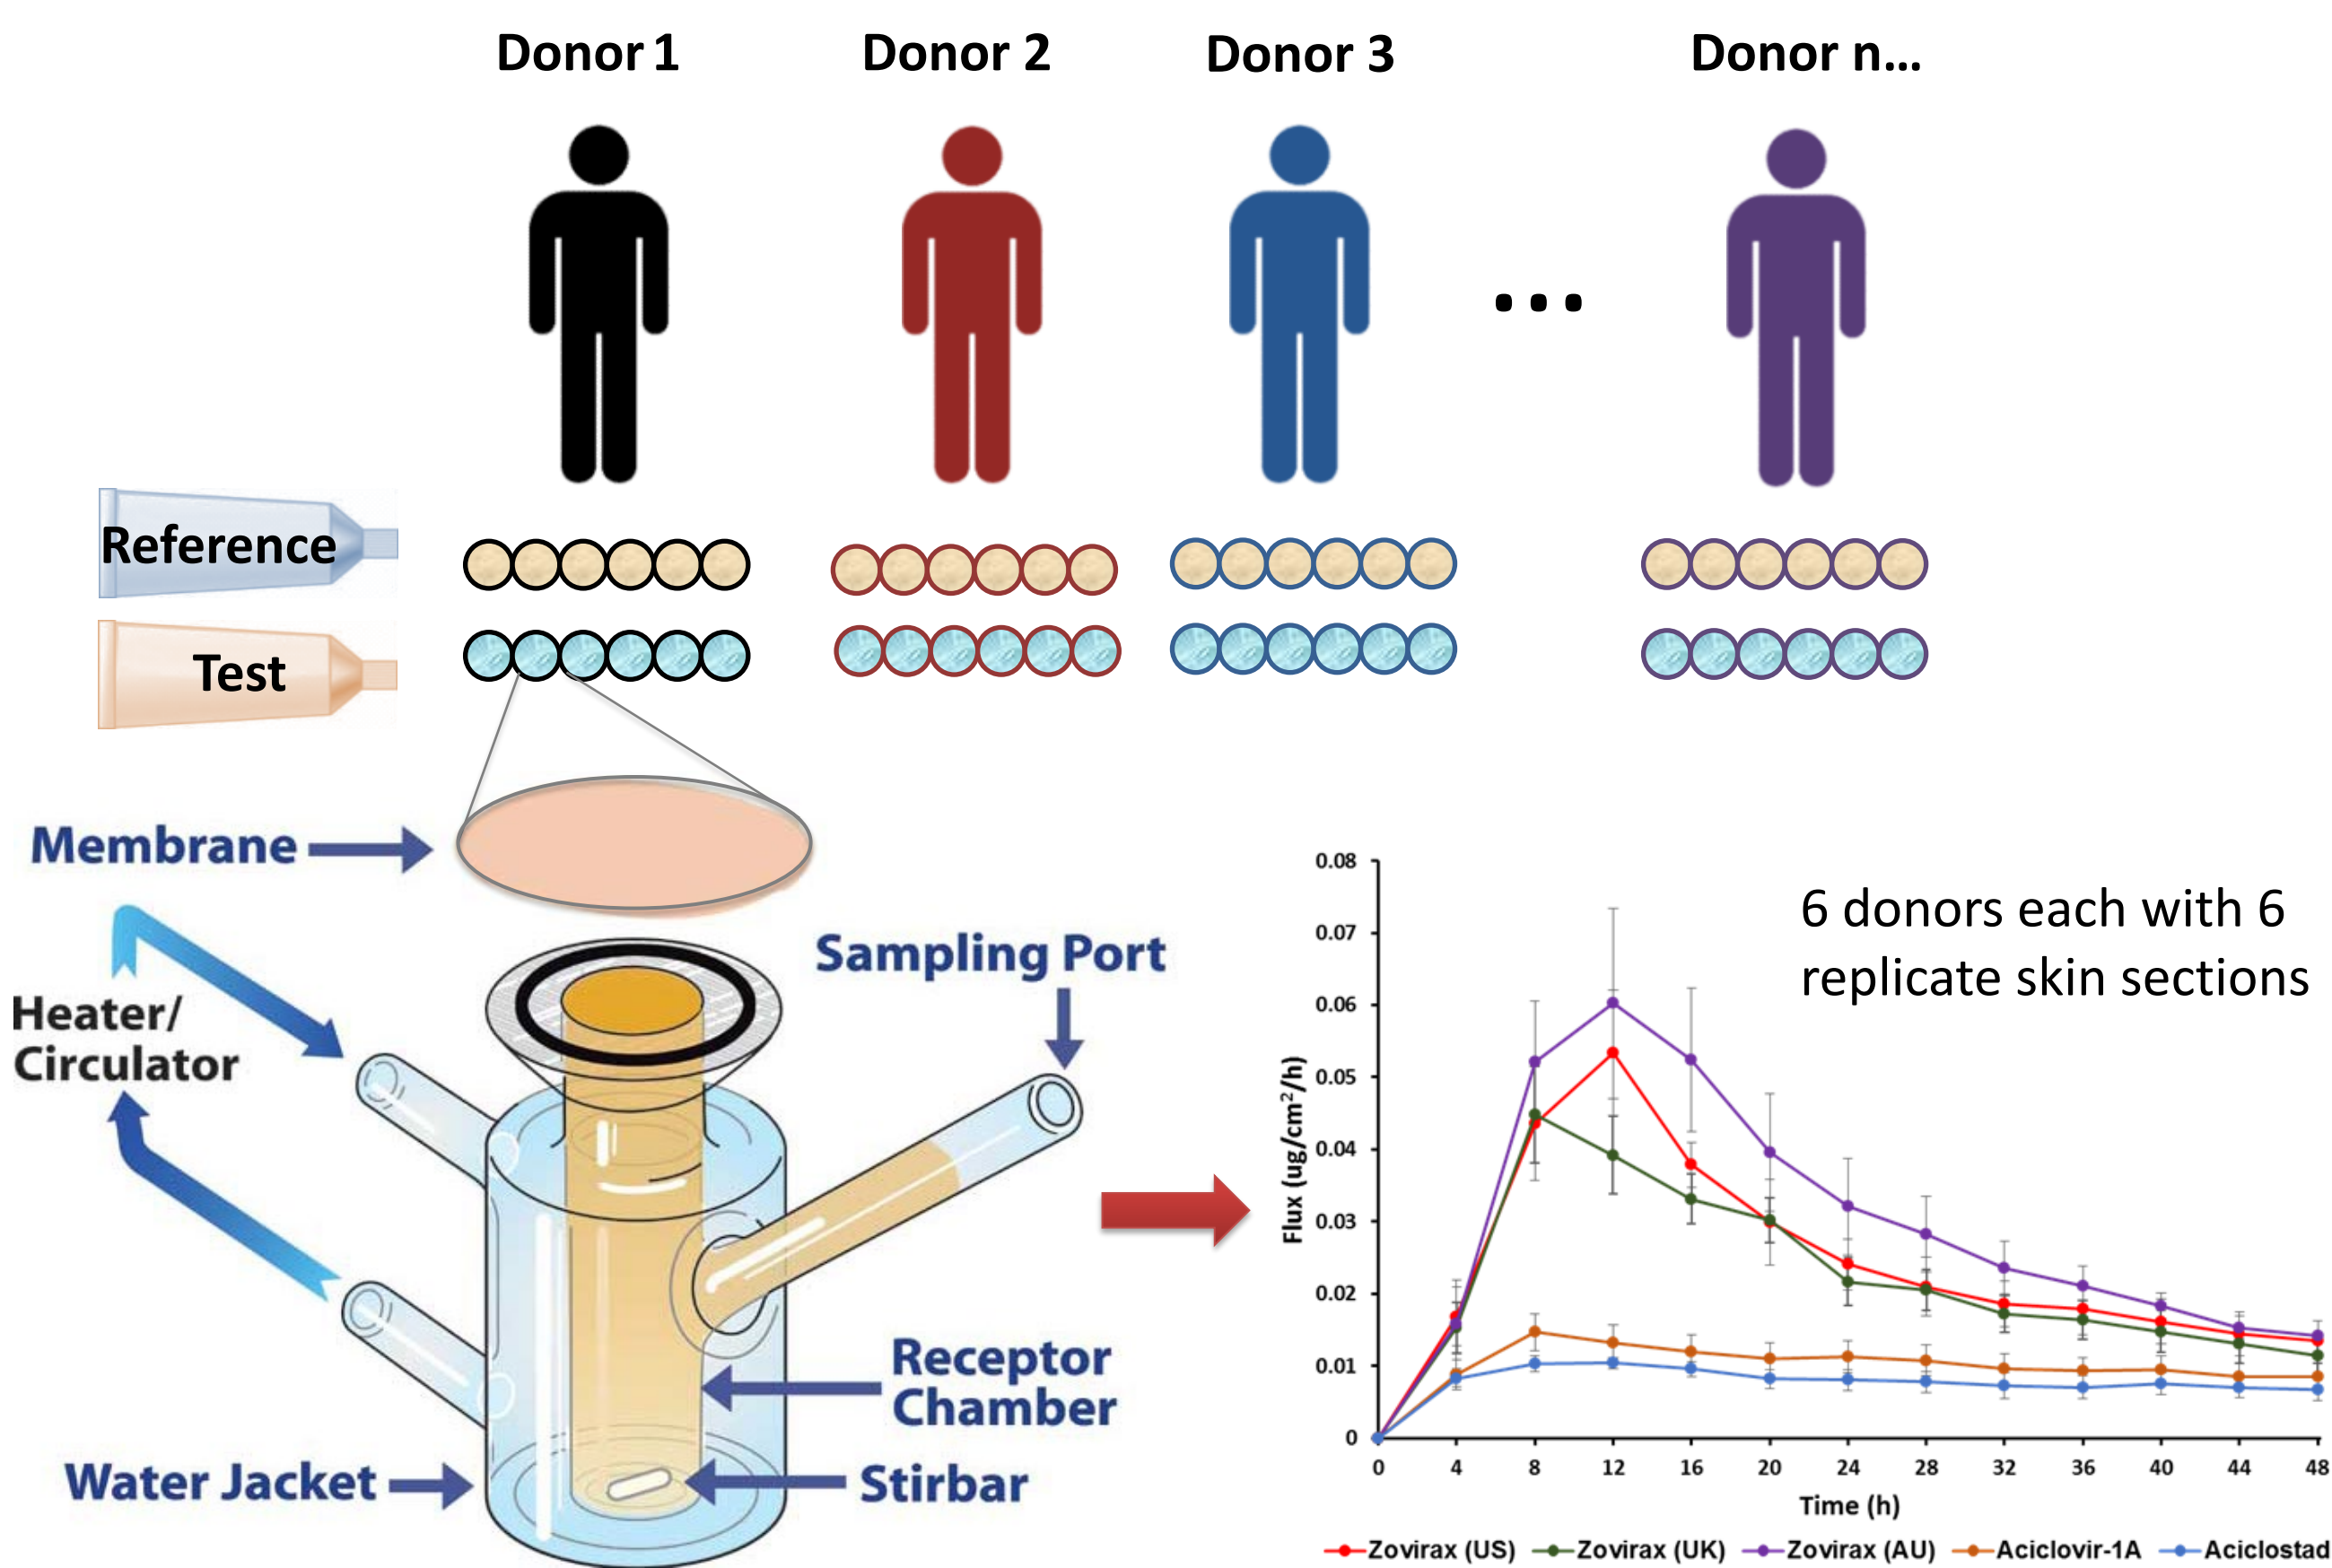 Donor 1
Donor 2
Donor 3
Donor n...
...
Reference
Test
Membrane
Sampling Port
Heater/
Circulator
Receptor
Chamber
Water Jacket
Stirbar
6 donors each with 6
replicate skin sections
Flux (ug/cm²/h)
0.08
0.07
0.06
0.05
0.04
0.03
0.02
0.01
0
0 4 8 12 16 20 24 28 32 36 40 44 48
Time (h)
Zovirax (US) Zovirax (UK) Zovirax (AU) Aciclovir-1A Aciclostad